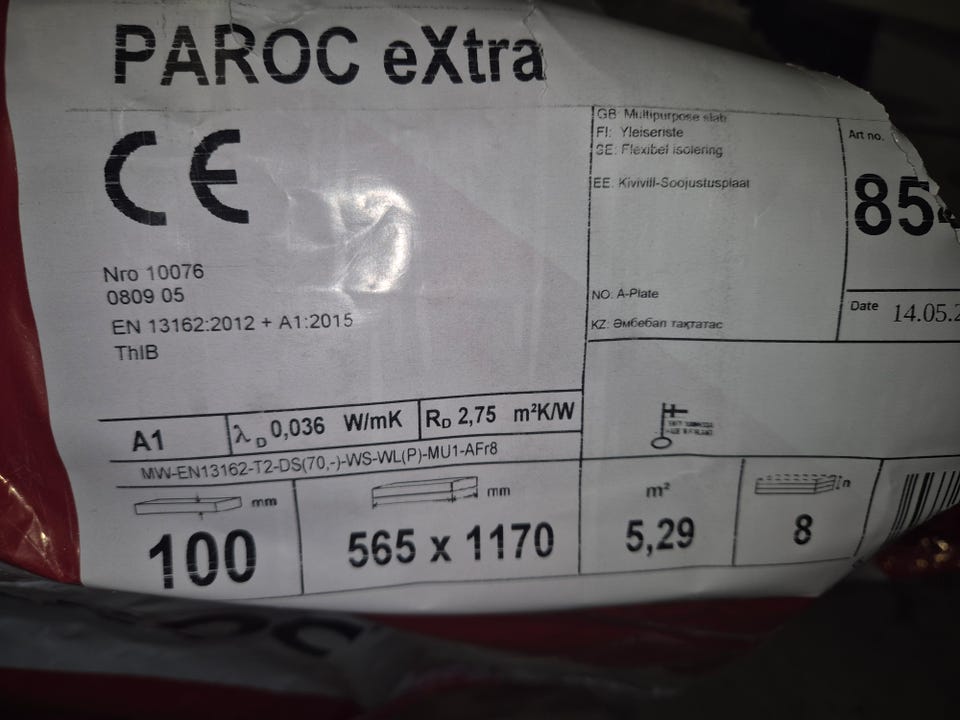 PAROC eXtra
CE
Nro 10076
0809 05
EN 13162:2012 + A1:2015
ThIB
GB: Multipurpose slab
FI: Yleiseriste
SE: Flexibel isolering
EE: Kivivill-Soojustusplaat
NO: A-Plate
KZ: Әмбебап тақтатас
Art no.
854
Date 14.05.2
A1
λD 0,036 W/mK
RD 2,75 m²K/W
MW-EN13162-T2-DS(70,-)-WS-WL(P)-MU1-AFr8
mm
100
mm
565 x 1170
m²
5,29
n
8